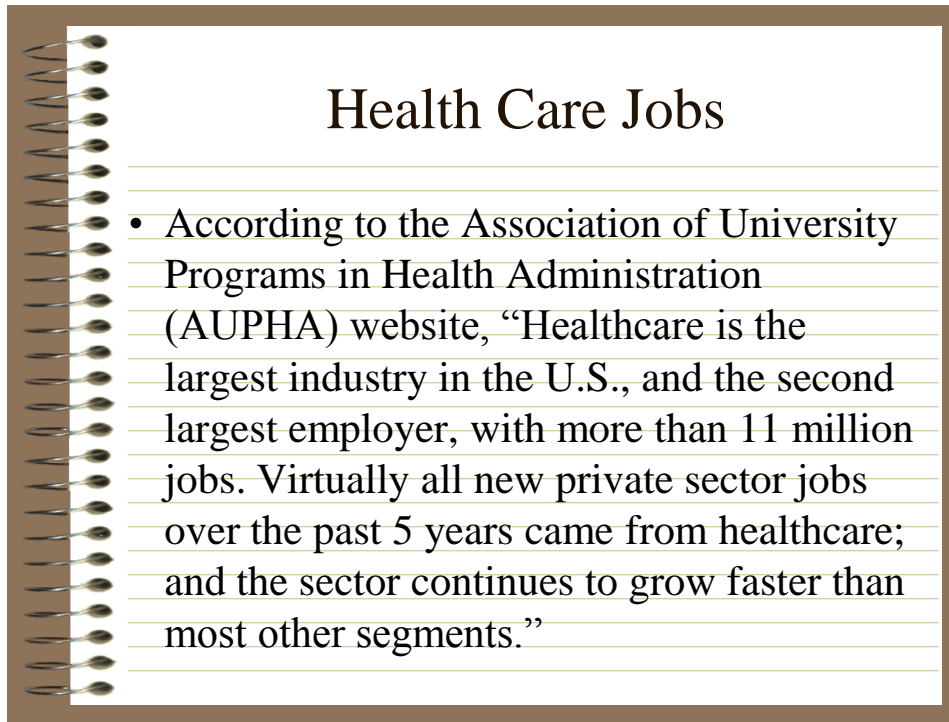 Health Care Jobs
• According to the Association of University
Programs in Health Administration
(AUPHA) website, “Healthcare is the
largest industry in the U.S., and the second
largest employer, with more than 11 million
jobs. Virtually all new private sector jobs
over the past 5 years came from healthcare;
and the sector continues to grow faster than
most other segments.”